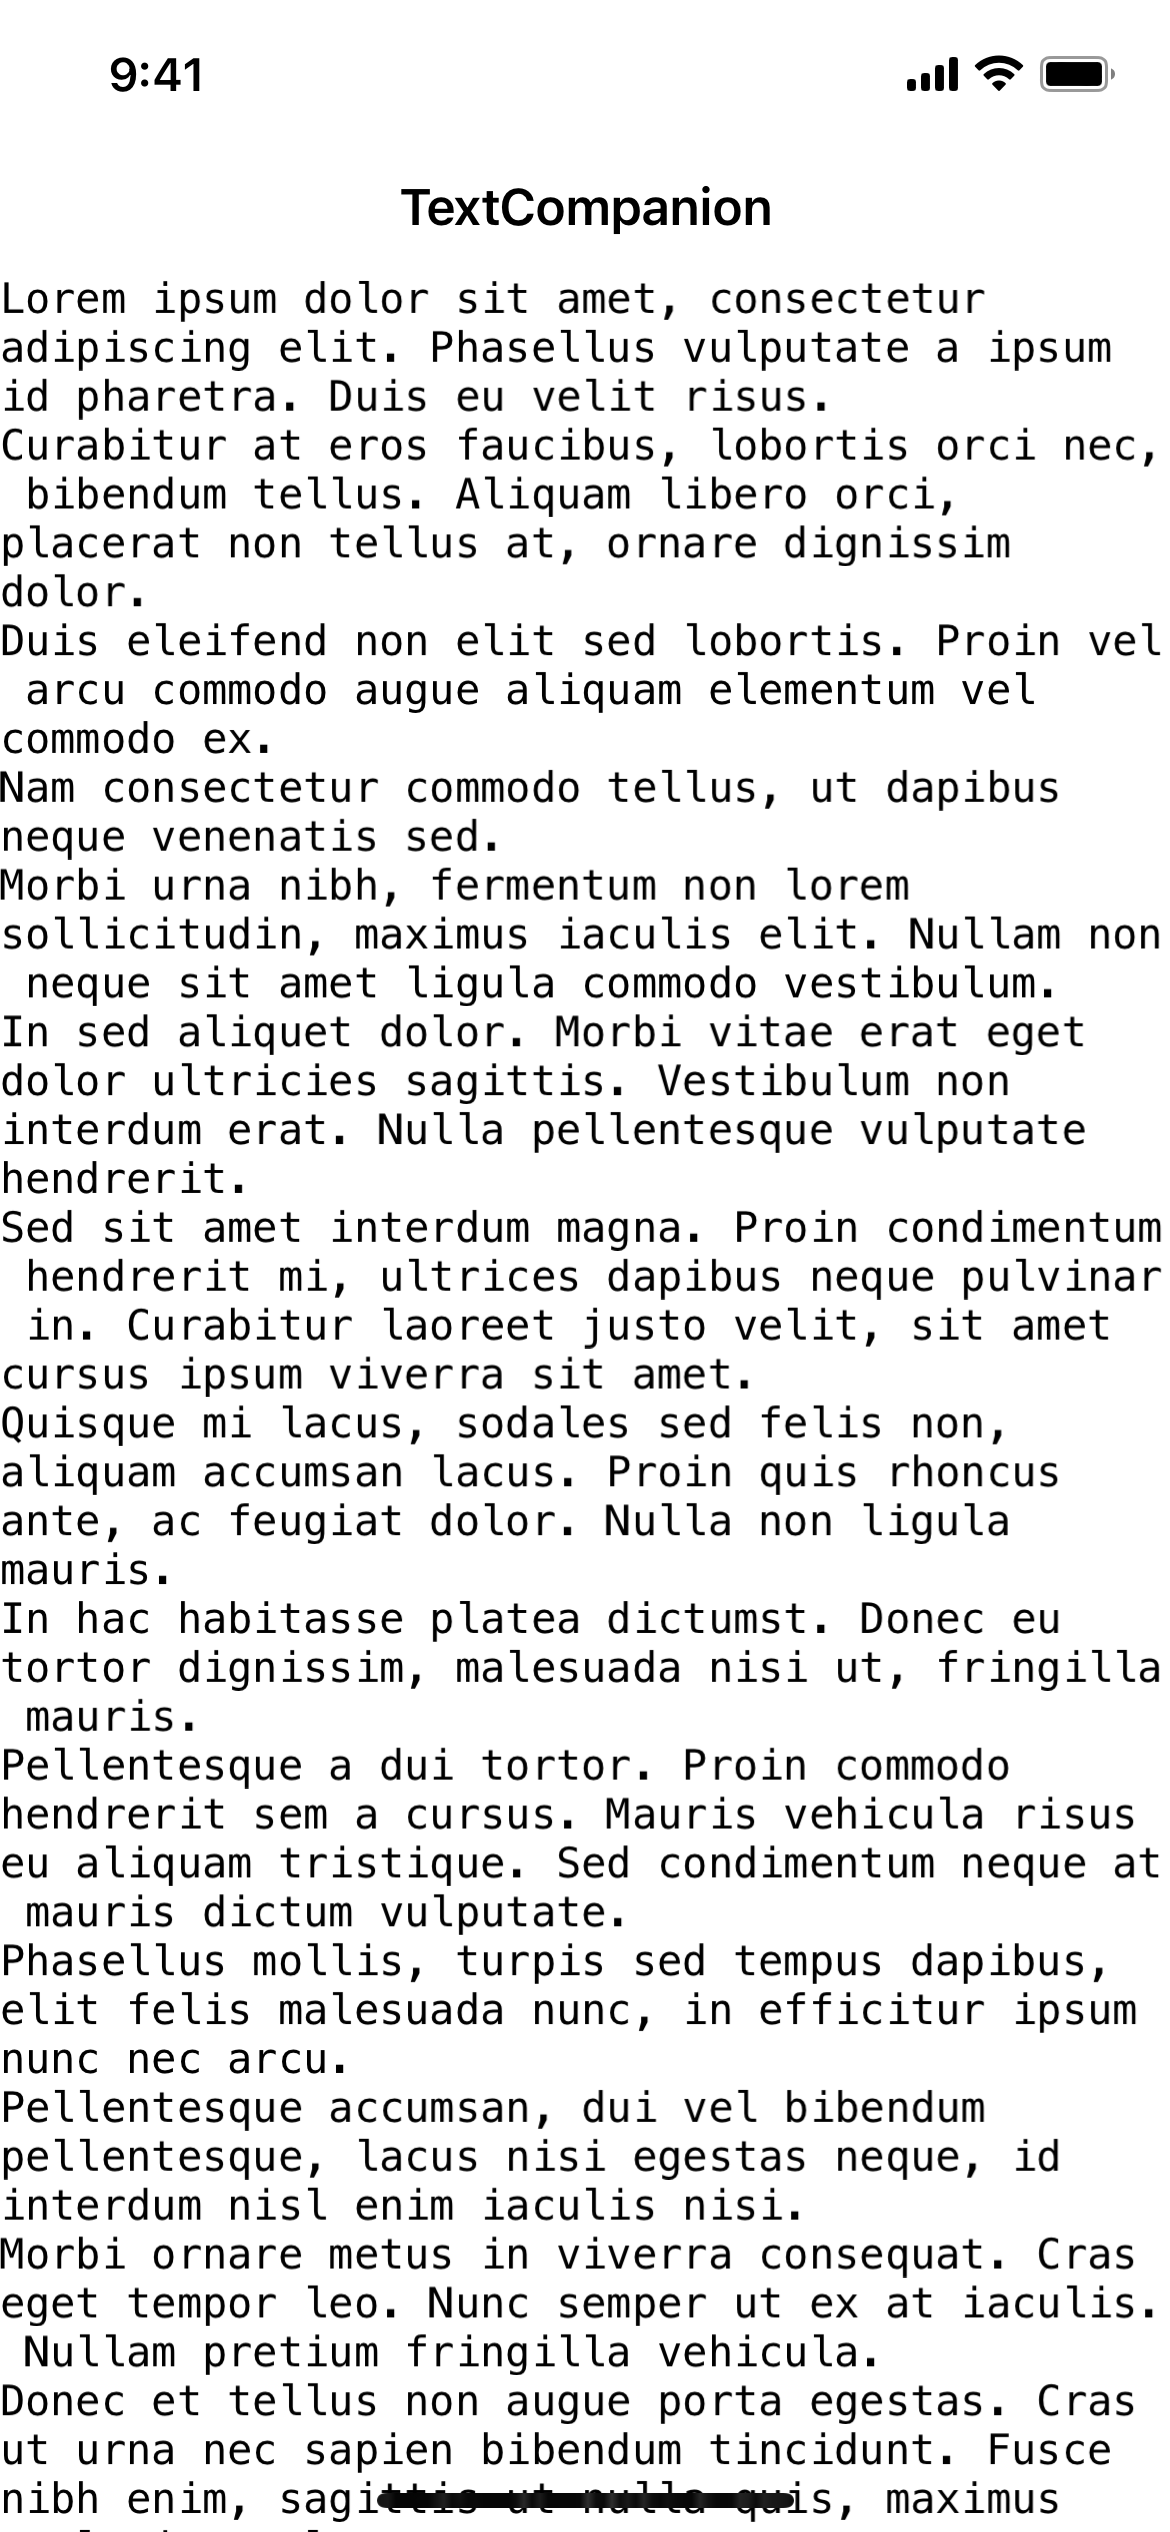 9:41
TextCompanion
Lorem ipsum dolor sit amet, consectetur
adipiscing elit. Phasellus vulputate a ipsum
id pharetra. Duis eu velit risus.
Curabitur at eros faucibus, lobortis orci nec,
bibendum tellus. Aliquam libero orci,
placerat non tellus at, ornare dignissim
dolor.
Duis eleifend non elit sed lobortis. Proin vel
arcu commodo augue aliquam elementum vel
commodo ex.
Nam consectetur commodo tellus, ut dapibus
neque venenatis sed.
Morbi urna nibh, fermentum non lorem
sollicitudin, maximus iaculis elit. Nullam non
neque sit amet ligula commodo vestibulum.
In sed aliquet dolor. Morbi vitae erat eget
dolor ultricies sagittis. Vestibulum non
interdum erat. Nulla pellentesque vulputate
hendrerit.
Sed sit amet interdum magna. Proin condimentum
hendrerit mi, ultrices dapibus neque pulvinar
in. Curabitur laoreet justo velit, sit amet
cursus ipsum viverra sit amet.
Quisque mi lacus, sodales sed felis non,
aliquam accumsan lacus. Proin quis rhoncus
ante, ac feugiat dolor. Nulla non ligula
mauris.
In hac habitasse platea dictumst. Donec eu
tortor dignissim, malesuada nisi ut, fringilla
mauris.
Pellentesque a dui tortor. Proin commodo
hendrerit sem a cursus. Mauris vehicula risus
eu aliquam tristique. Sed condimentum neque at
mauris dictum vulputate.
Phasellus mollis, turpis sed tempus dapibus,
elit felis malesuada nunc, in efficitur ipsum
nunc nec arcu.
Pellentesque accumsan, dui vel bibendum
pellentesque, lacus nisi egestas neque, id
interdum nisl enim iaculis nisi.
Morbi ornare metus in viverra consequat. Cras
eget tempor leo. Nunc semper ut ex at iaculis.
Nullam pretium fringilla vehicula.
Donec et tellus non augue porta egestas. Cras
ut urna nec sapien bibendum tincidunt. Fusce
nibh enim, sagittis ut nulla quis, maximus